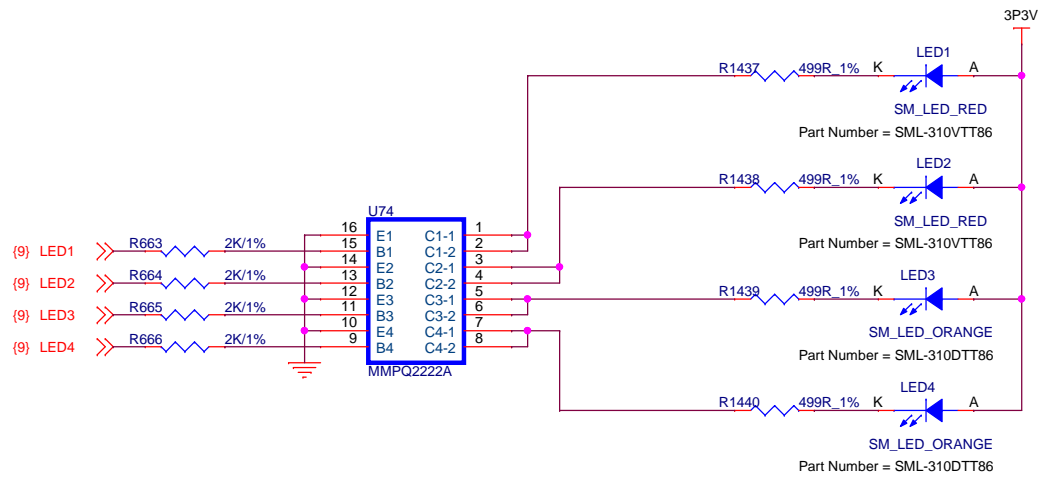 3P3V
LED1
R1437 499R_1% K A
SM_LED_RED
Part Number = SML-310VTT86
LED2
R1438 499R_1% K A
SM_LED_RED
Part Number = SML-310VTT86
U74
16 E1 C1-1 1
{9} LED1 R663 2K/1% 15 B1 C1-2 2
14 E2 C2-1 3
{9} LED2 R664 2K/1% 13 B2 C2-2 4
12 E3 C3-1 5
{9} LED3 R665 2K/1% 11 B3 C3-2 6
10 E4 C4-1 7
{9} LED4 R666 2K/1% 9 B4 C4-2 8
MMPQ2222A
LED3
R1439 499R_1% K A
SM_LED_ORANGE
Part Number = SML-310DTT86
LED4
R1440 499R_1% K A
SM_LED_ORANGE
Part Number = SML-310DTT86